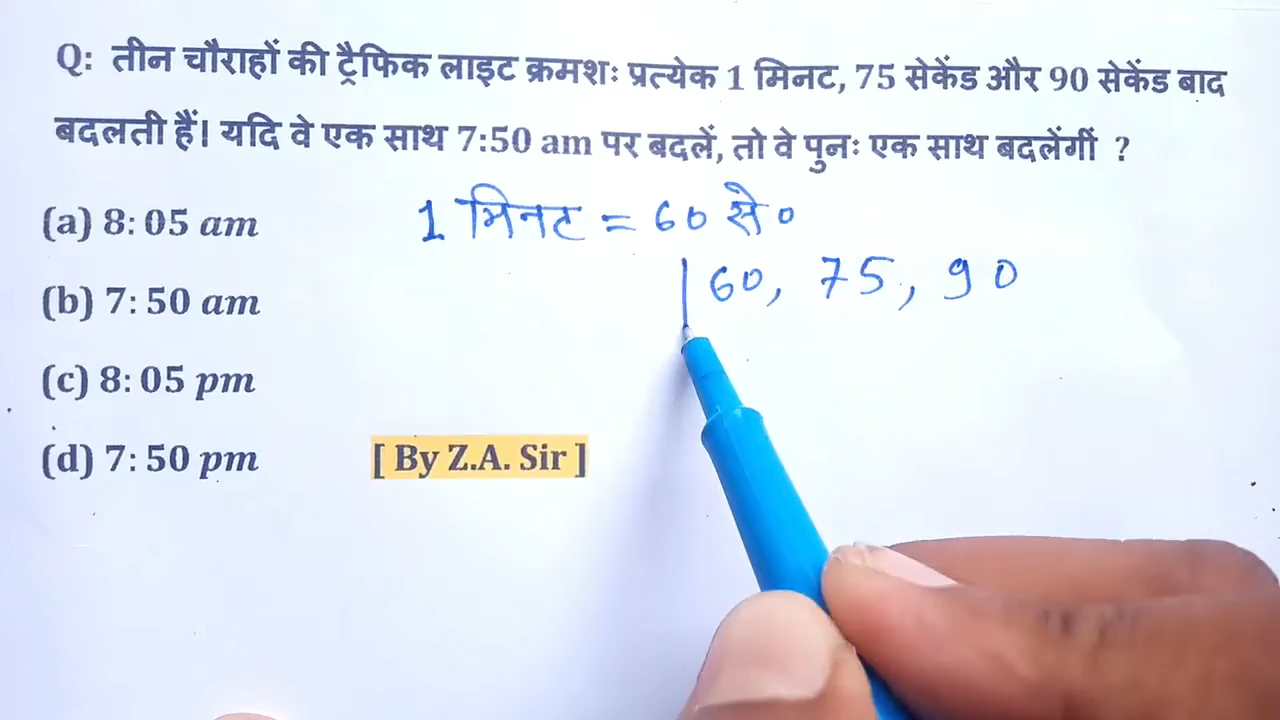 Q: तीन चौराहों की ट्रैफिक लाइट क्रमशः प्रत्येक 1 मिनट, 75 सेकेंड और 90 सेकेंड बाद
बदलती हैं। यदि वे एक साथ 7:50 am पर बदलें, तो वे पुनः एक साथ बदलेंगीं ?
(a) 8: 05 am
1 मिनट = 60 से०
60, 75, 90
(b) 7: 50 am
(c) 8: 05 pm
(d) 7: 50 pm
[ By Z.A. Sir ]